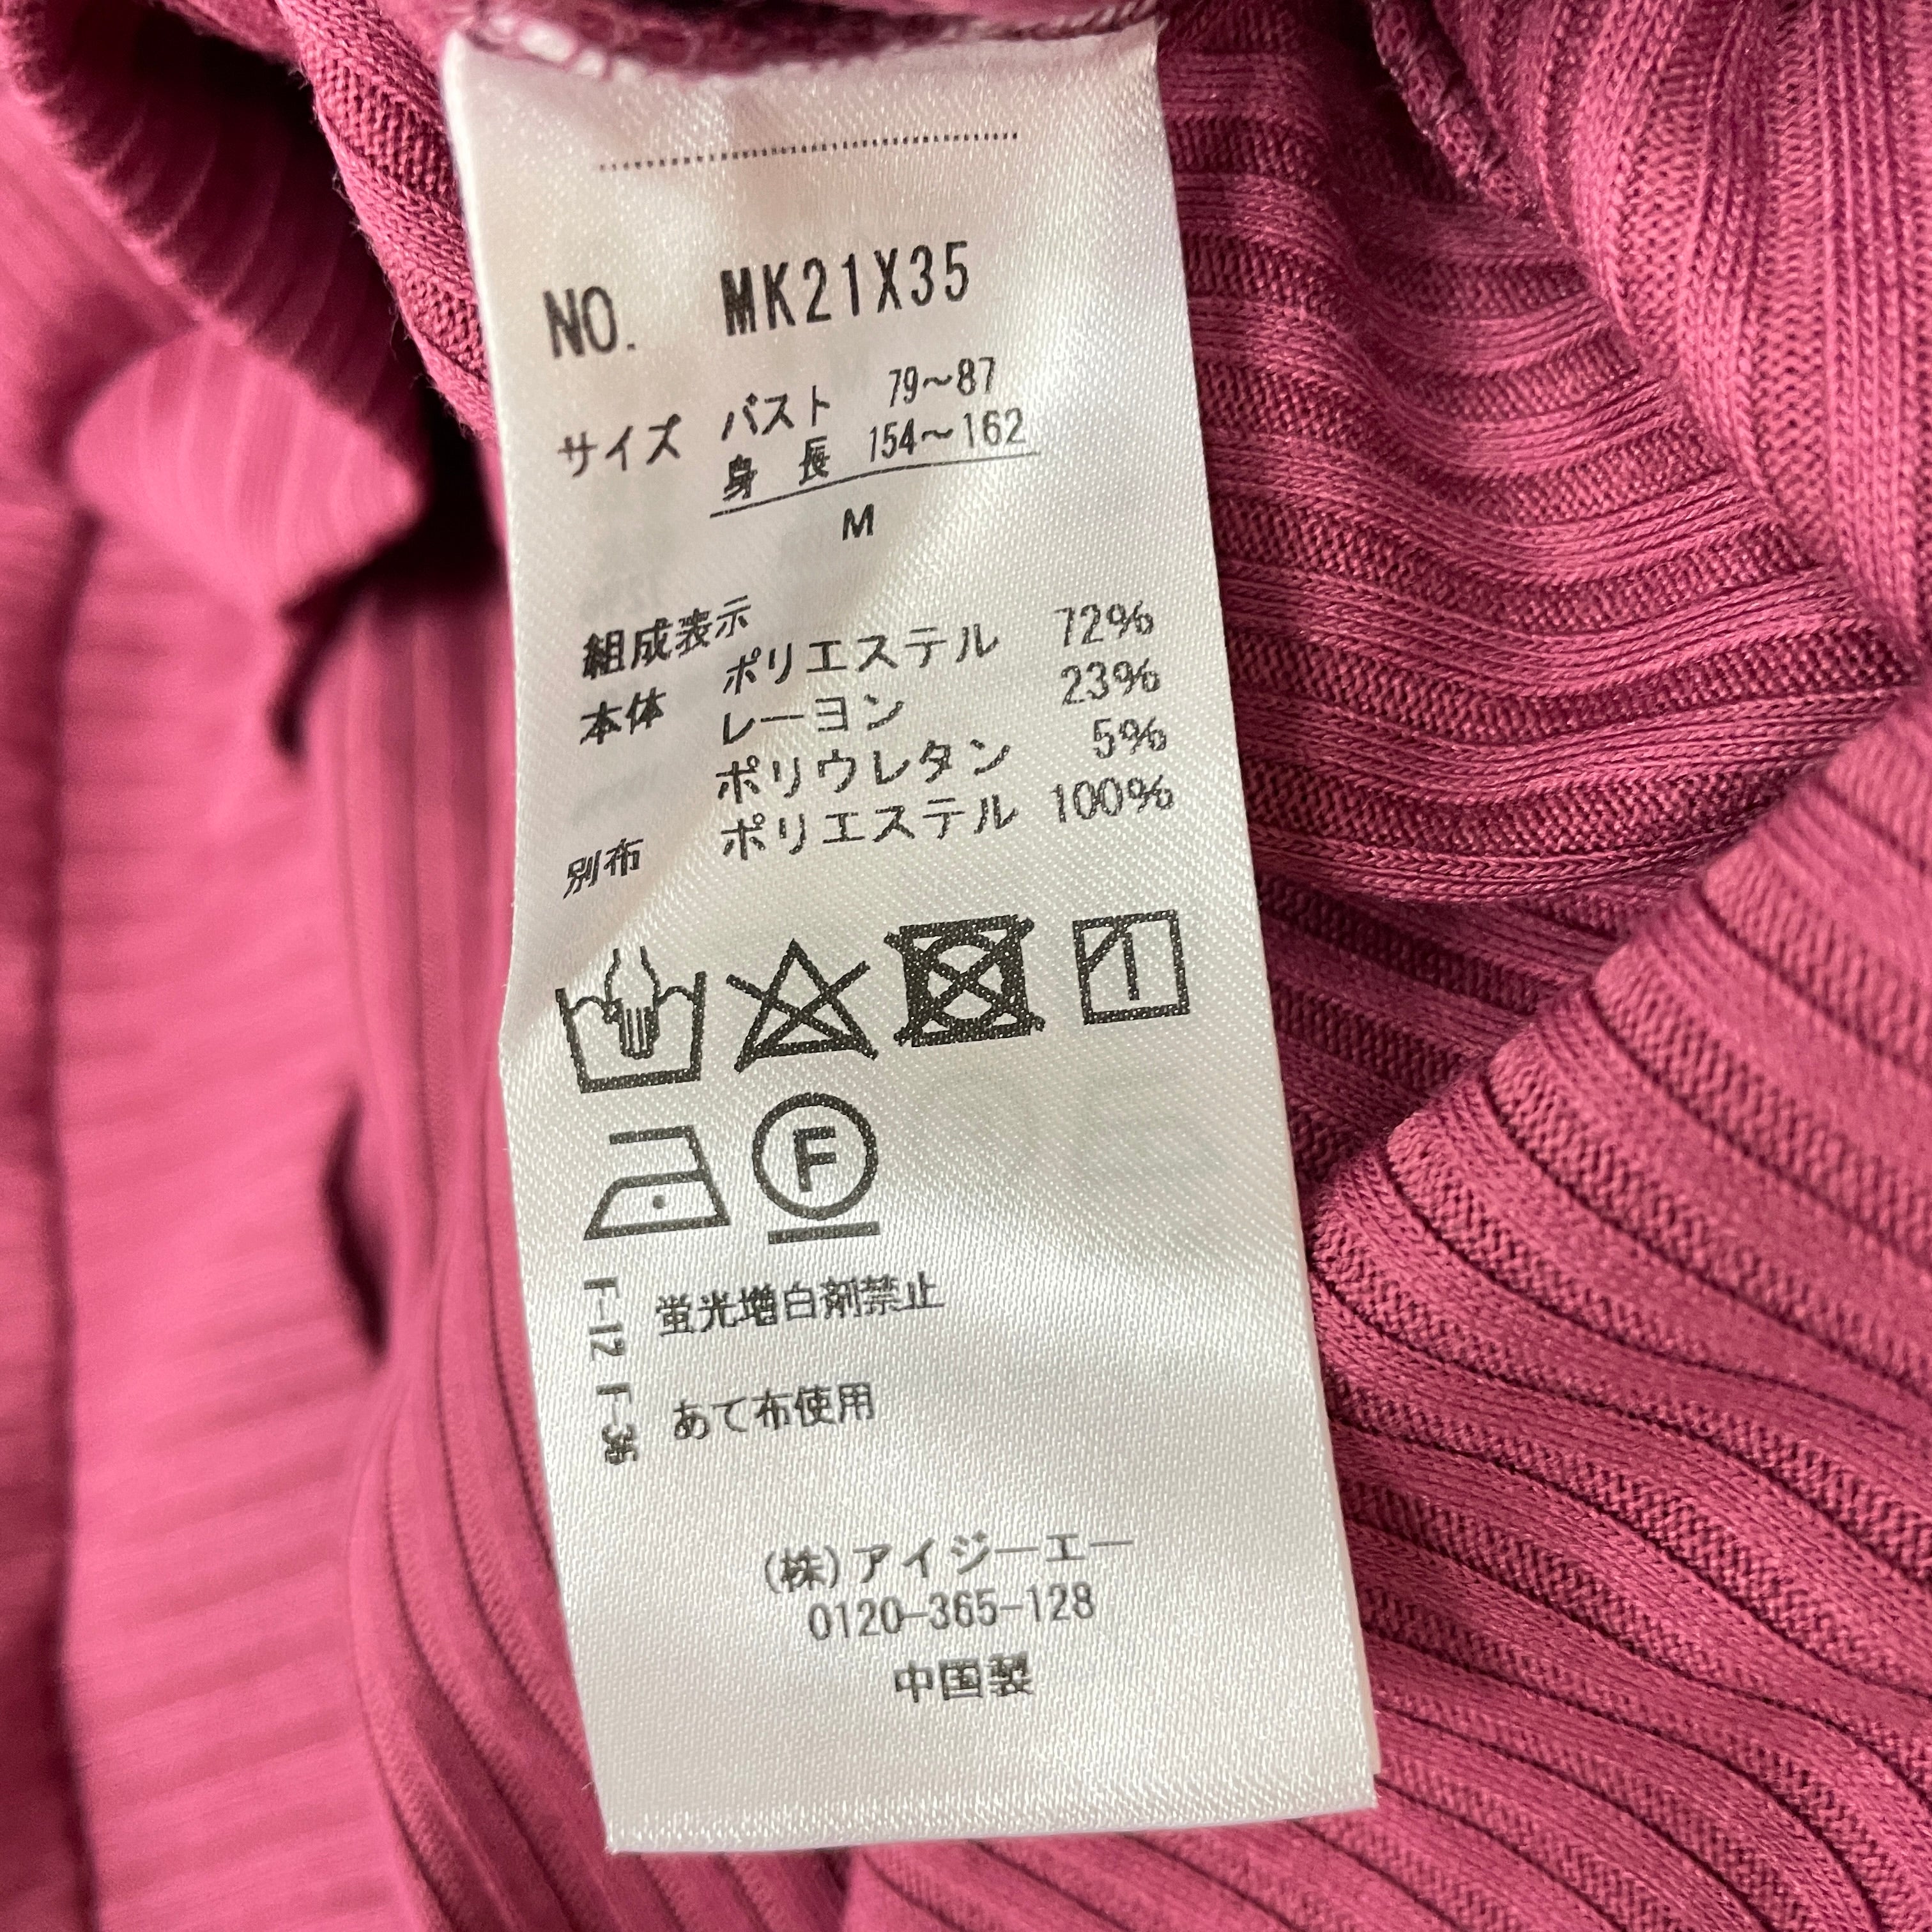 NO. MK21X35
サイズ バスト 79~87
身 長 154~162
M
組成表示
本体 ポリエステル 72%
レーヨン 23%
ポリウレタン 5%
別布 ポリエステル 100%
F
F-12 蛍光増白剤禁止
F-36 あて布使用
(株)アイジーエー
0120-365-128
中国製